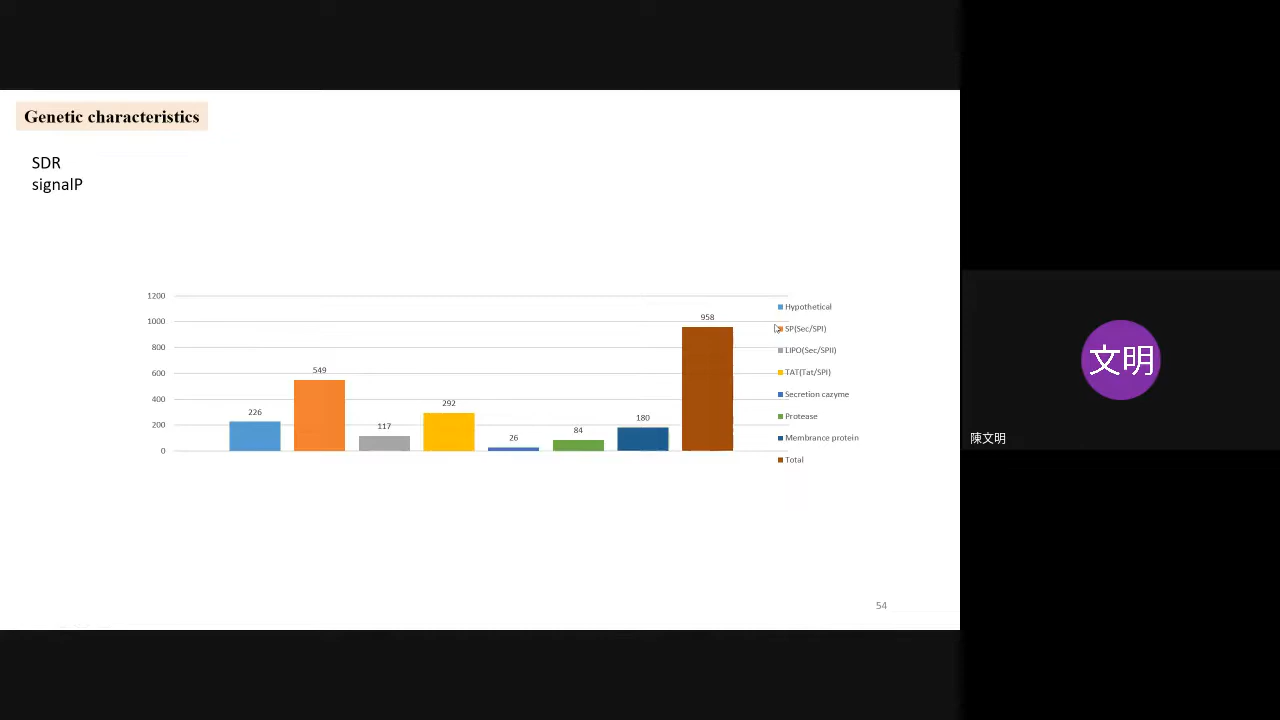 Genetic characteristics
SDR
signalP
1200
1000
800
600
400
200
0
226
549
117
292
26
84
180
958
Hypothetical
SP(Sec/SPI)
LIPO(Sec/SPII)
TAT(Tat/SPI)
Secretion cazyme
Protease
Membrance protein
Total
54
文明
陳文明